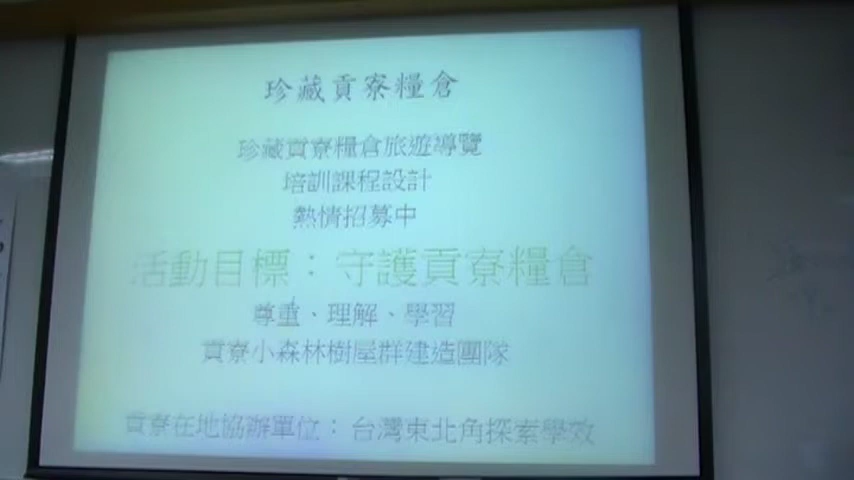 珍藏貢寮糧倉
珍藏貢寮糧倉旅遊導覽
培訓課程設計
熱情招募中
活動目標：守護貢寮糧倉
尊重、理解、學習
貢寮小森林樹屋群建造團隊
貢寮在地協辦單位：台灣東北角探索學效